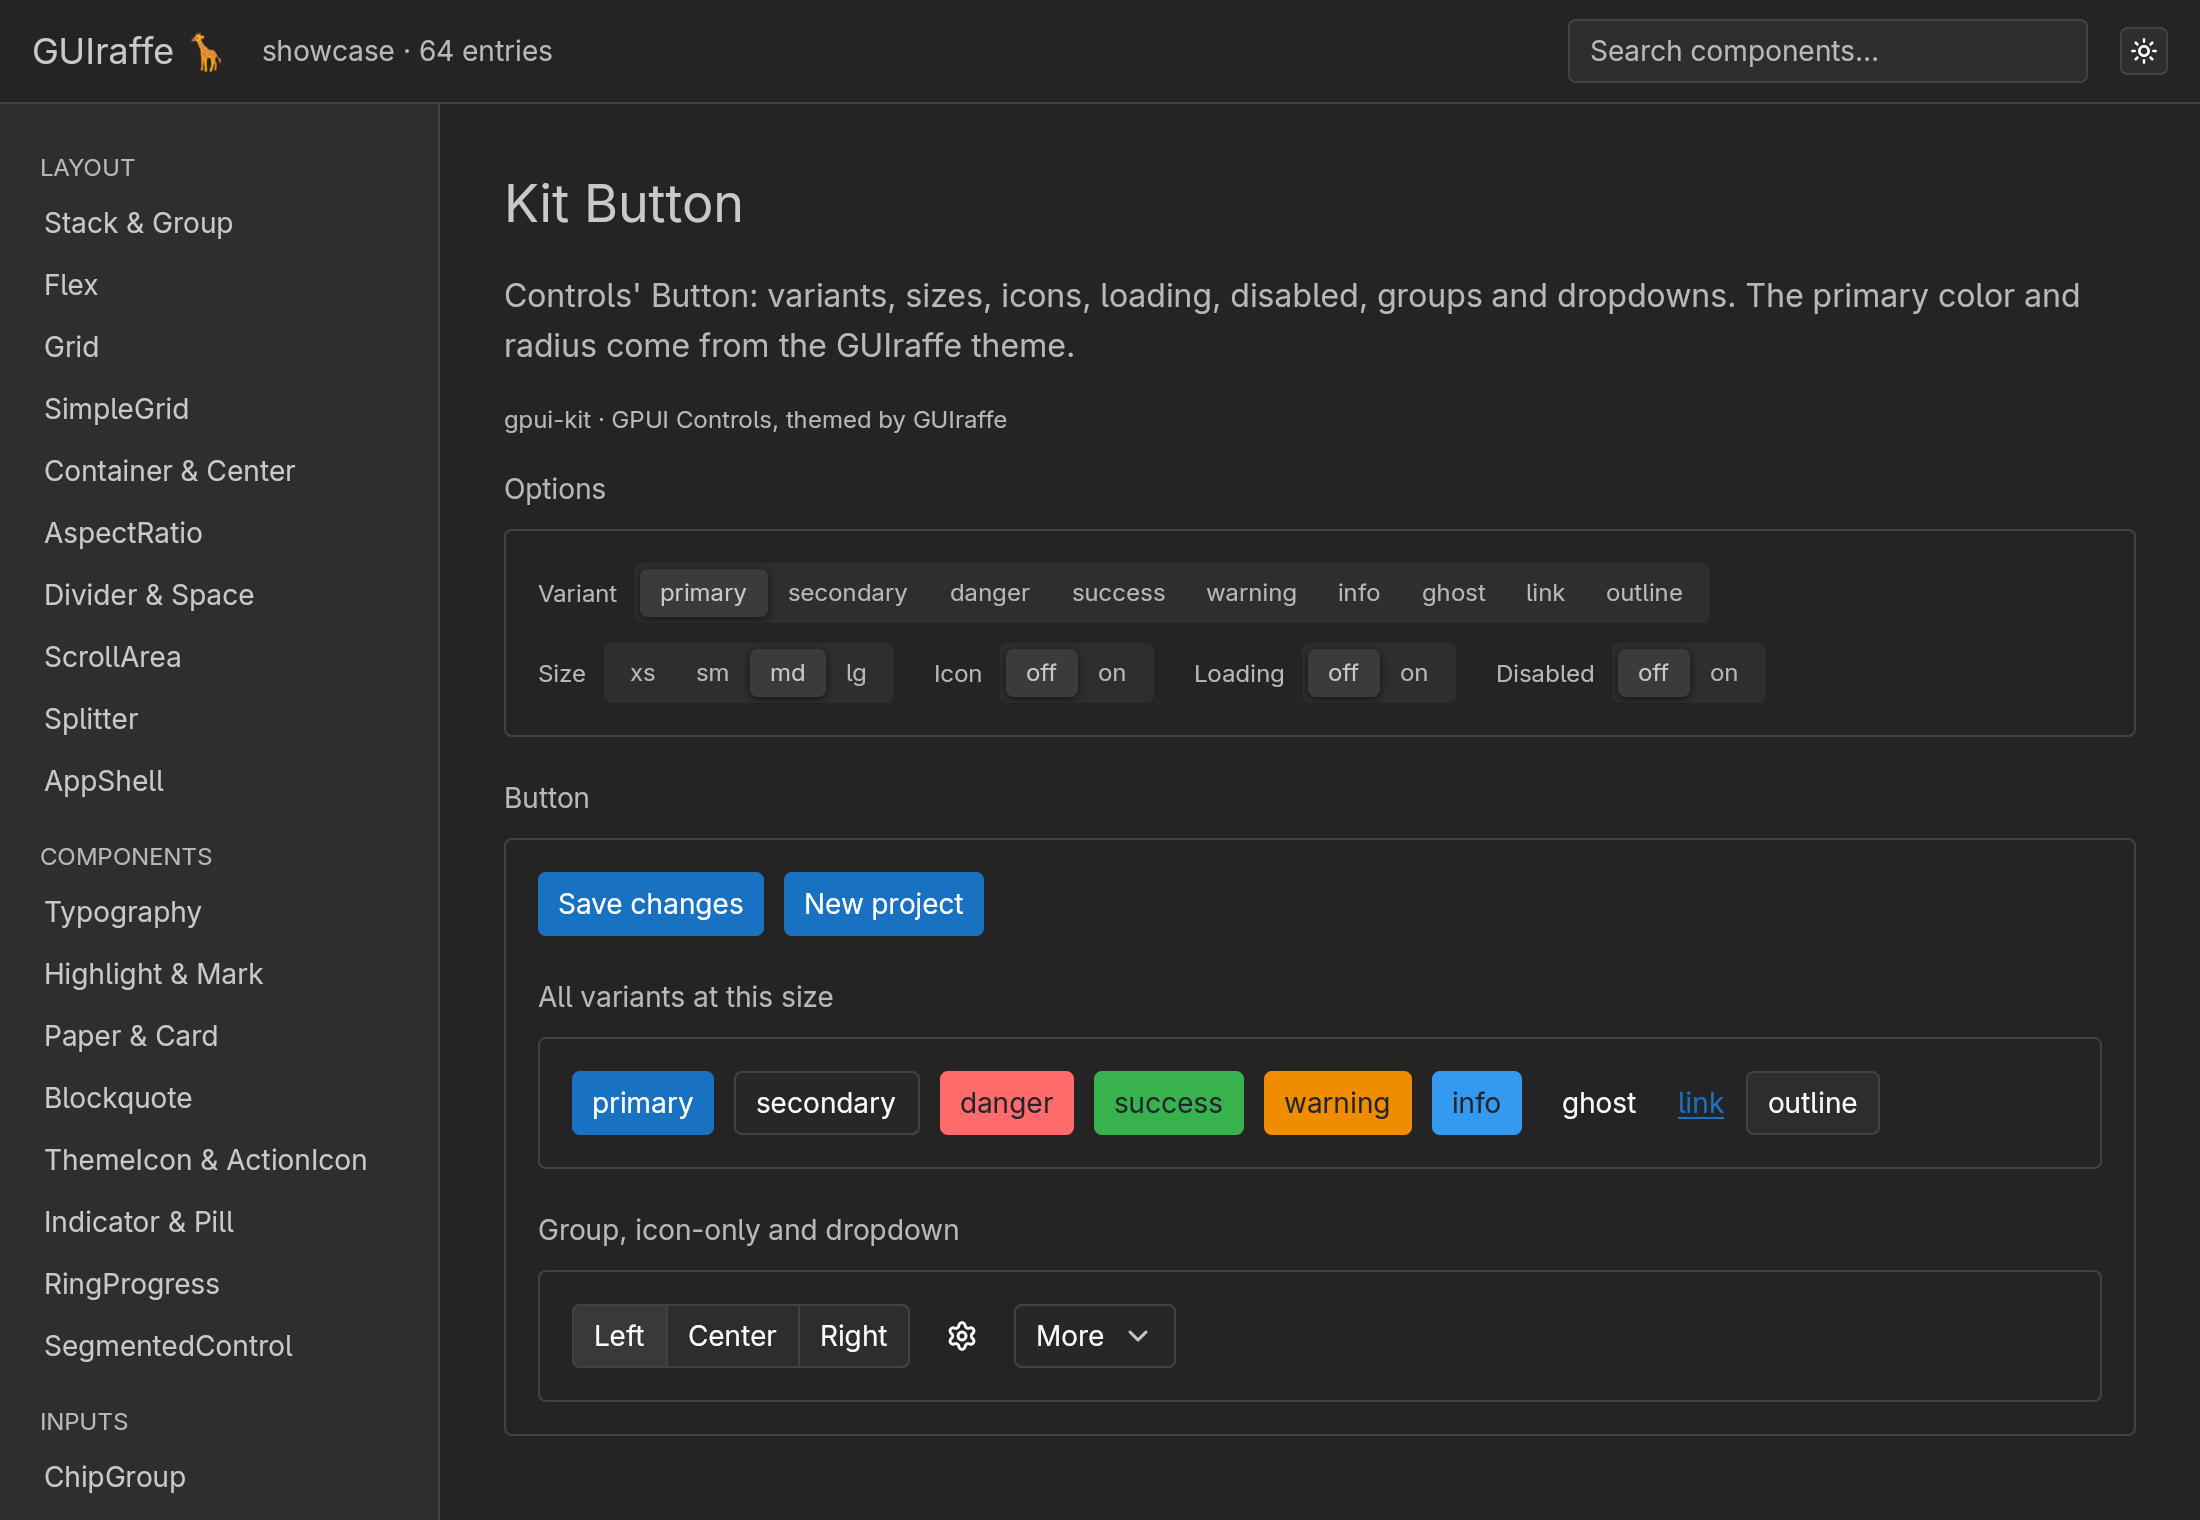 GUIraffe 🦒 showcase · 64 entries Search components...
LAYOUT
Stack & Group
Flex
Grid
SimpleGrid
Container & Center
AspectRatio
Divider & Space
ScrollArea
Splitter
AppShell
COMPONENTS
Typography
Highlight & Mark
Paper & Card
Blockquote
ThemeIcon & ActionIcon
Indicator & Pill
RingProgress
SegmentedControl
INPUTS
ChipGroup
Kit Button
Controls' Button: variants, sizes, icons, loading, disabled, groups and dropdowns. The primary color and
radius come from the GUIraffe theme.
gpui-kit · GPUI Controls, themed by GUIraffe
Options
Variant primary secondary danger success warning info ghost link outline
Size xs sm md lg Icon off on Loading off on Disabled off on
Button
Save changes New project
All variants at this size
primary secondary danger success warning info ghost link outline
Group, icon-only and dropdown
Left Center Right More